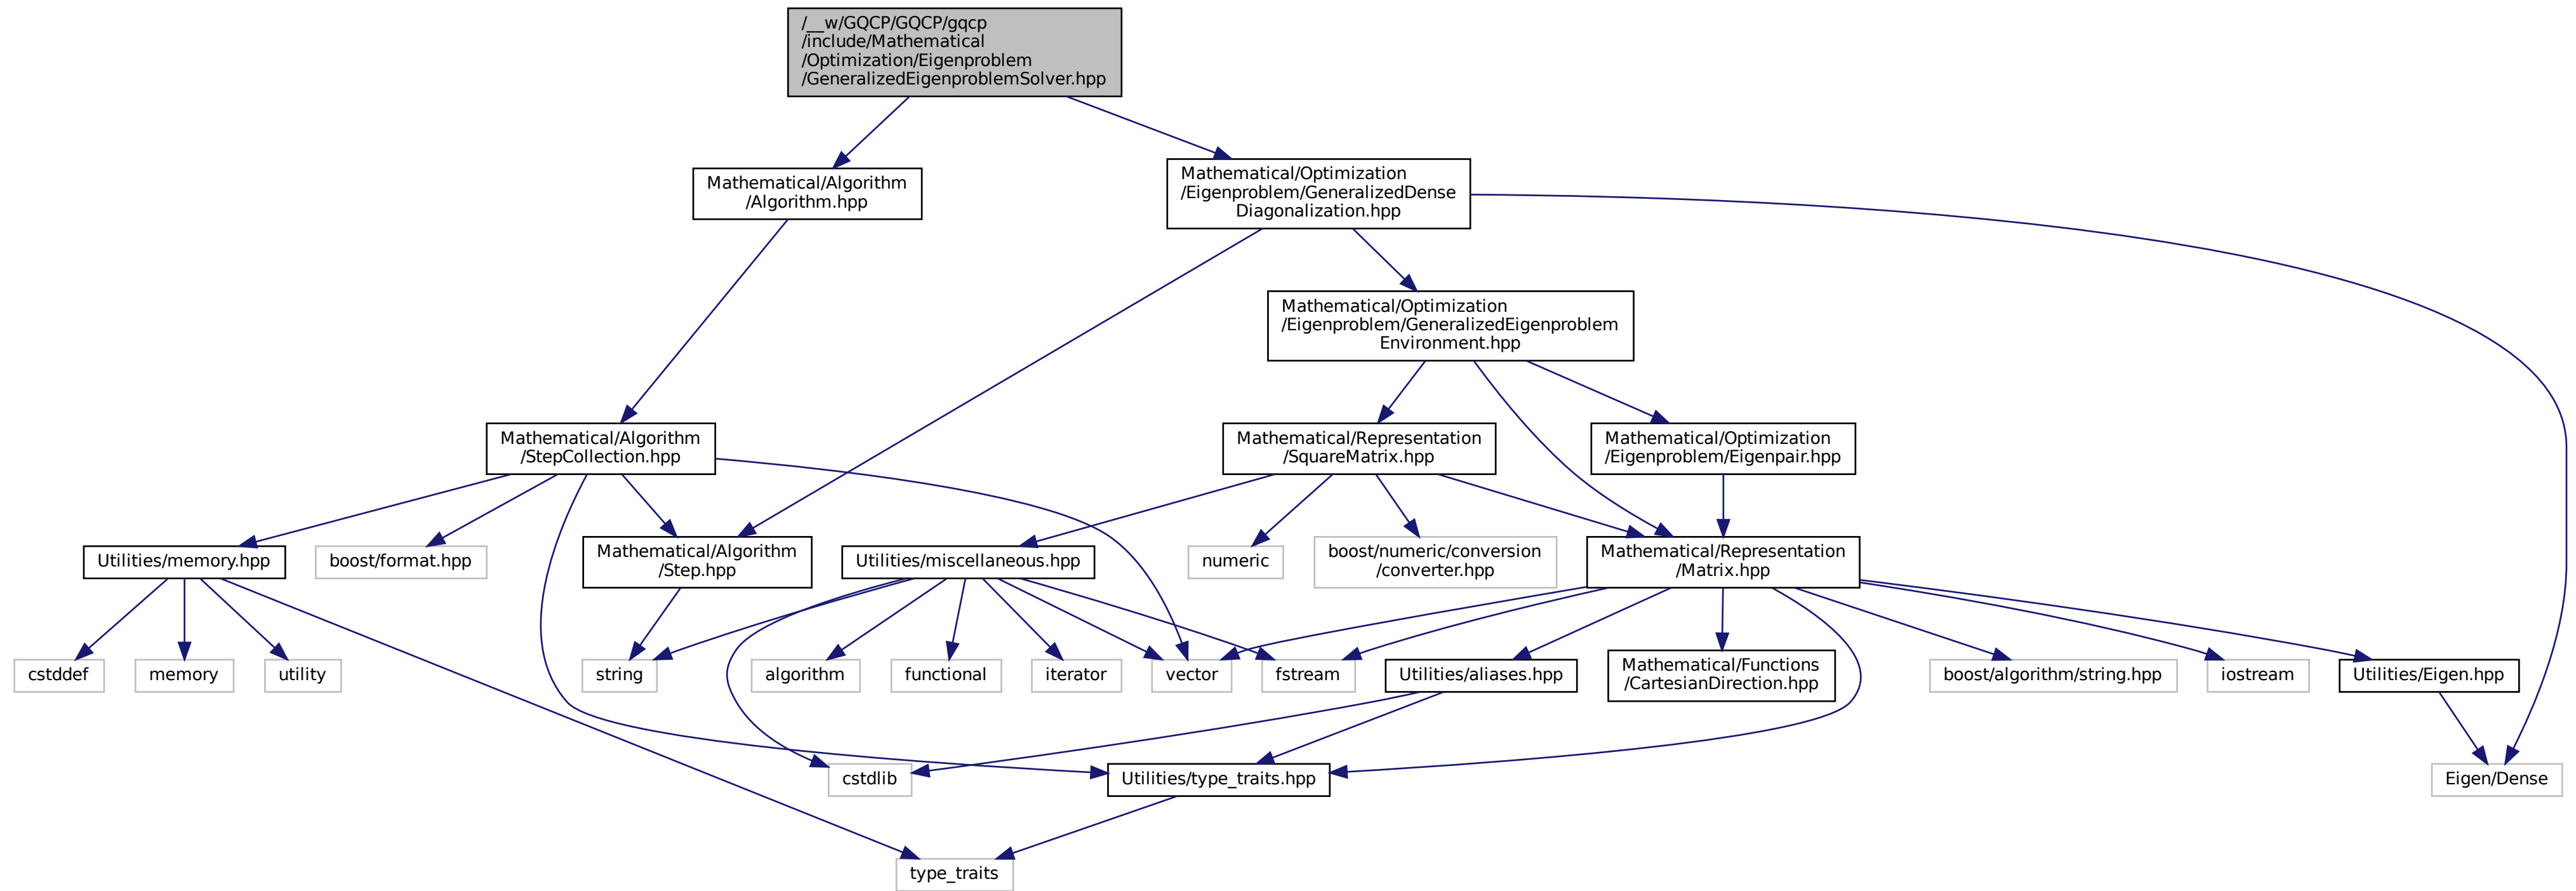 /__w/GQCP/GQCP/gqcp
/include/Mathematical
/Optimization/Eigenproblem
/GeneralizedEigenproblemSolver.hpp
Mathematical/Algorithm
/Algorithm.hpp
Mathematical/Optimization
/Eigenproblem/GeneralizedDense
Diagonalization.hpp
Mathematical/Optimization
/Eigenproblem/GeneralizedEigenproblem
Environment.hpp
Mathematical/Algorithm
/StepCollection.hpp
Mathematical/Representation
/SquareMatrix.hpp
Mathematical/Optimization
/Eigenproblem/Eigenpair.hpp
Utilities/memory.hpp
boost/format.hpp
Mathematical/Algorithm
/Step.hpp
Utilities/miscellaneous.hpp
numeric
boost/numeric/conversion
/converter.hpp
Mathematical/Representation
/Matrix.hpp
cstddef
memory
utility
string
algorithm
functional
iterator
vector
fstream
Utilities/aliases.hpp
Mathematical/Functions
/CartesianDirection.hpp
boost/algorithm/string.hpp
iostream
Utilities/Eigen.hpp
cstdlib
Utilities/type_traits.hpp
Eigen/Dense
type_traits